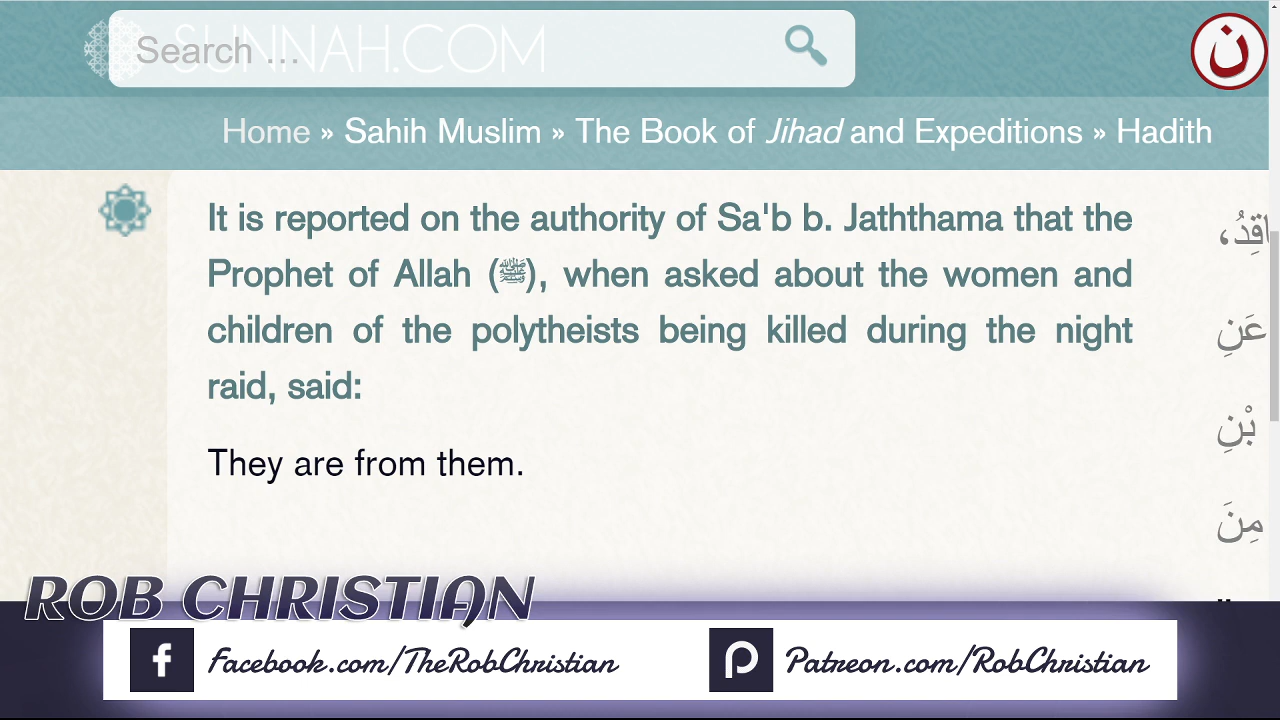 SUNNAH.COM
Search ...
ن
Home » Sahih Muslim » The Book of Jihad and Expeditions » Hadith
It is reported on the authority of Sa'b b. Jaththama that the
Prophet of Allah (ﷺ), when asked about the women and
children of the polytheists being killed during the night
raid, said:
They are from them.
عَنِ
بْنِ
مِنَ
ROB CHRISTIAN
Facebook.com/TheRobChristian
Patreon.com/RobChristian